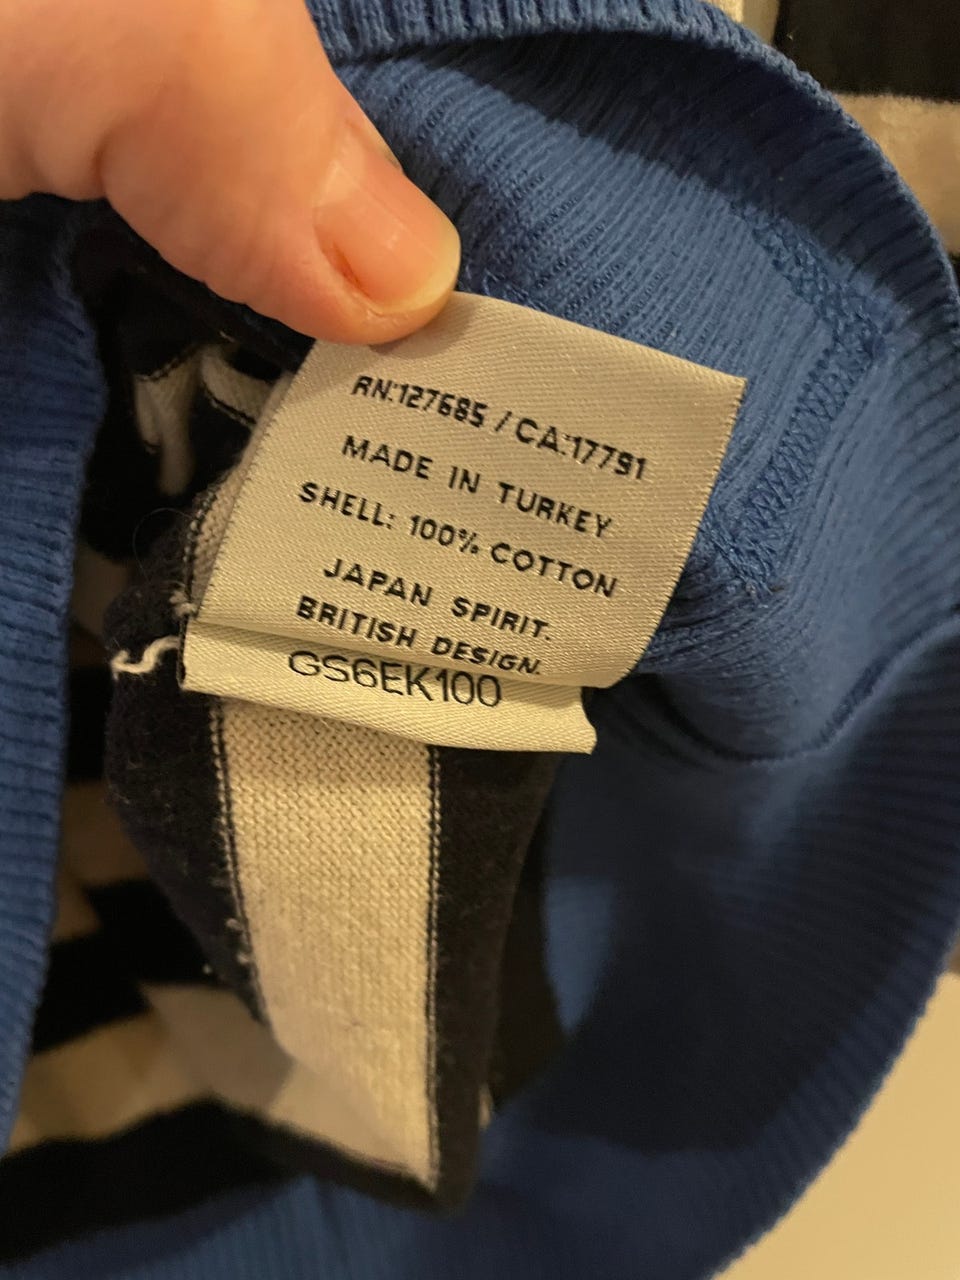 RN:127685 / CA:17791
MADE IN TURKEY
SHELL: 100% COTTON
JAPAN SPIRIT.
BRITISH DESIGN.
GS6EK100